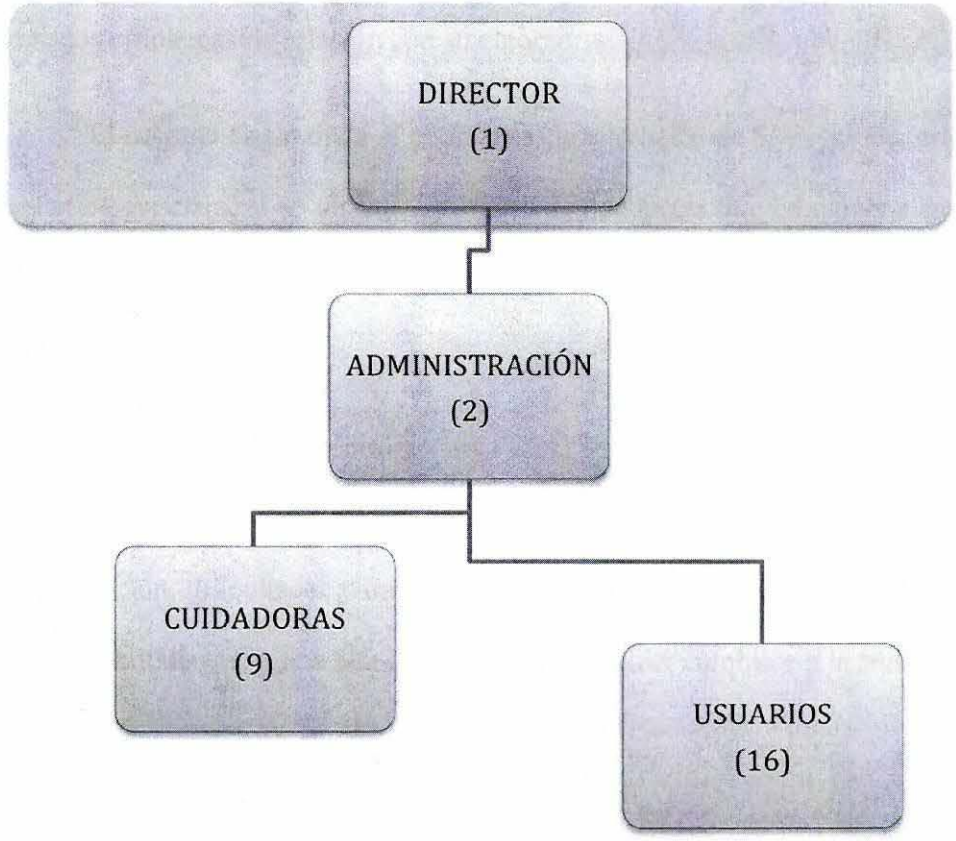 DIRECTOR
(1)
ADMINISTRACIÓN
(2)
CUIDADORAS
(9)
USUARIOS
(16)